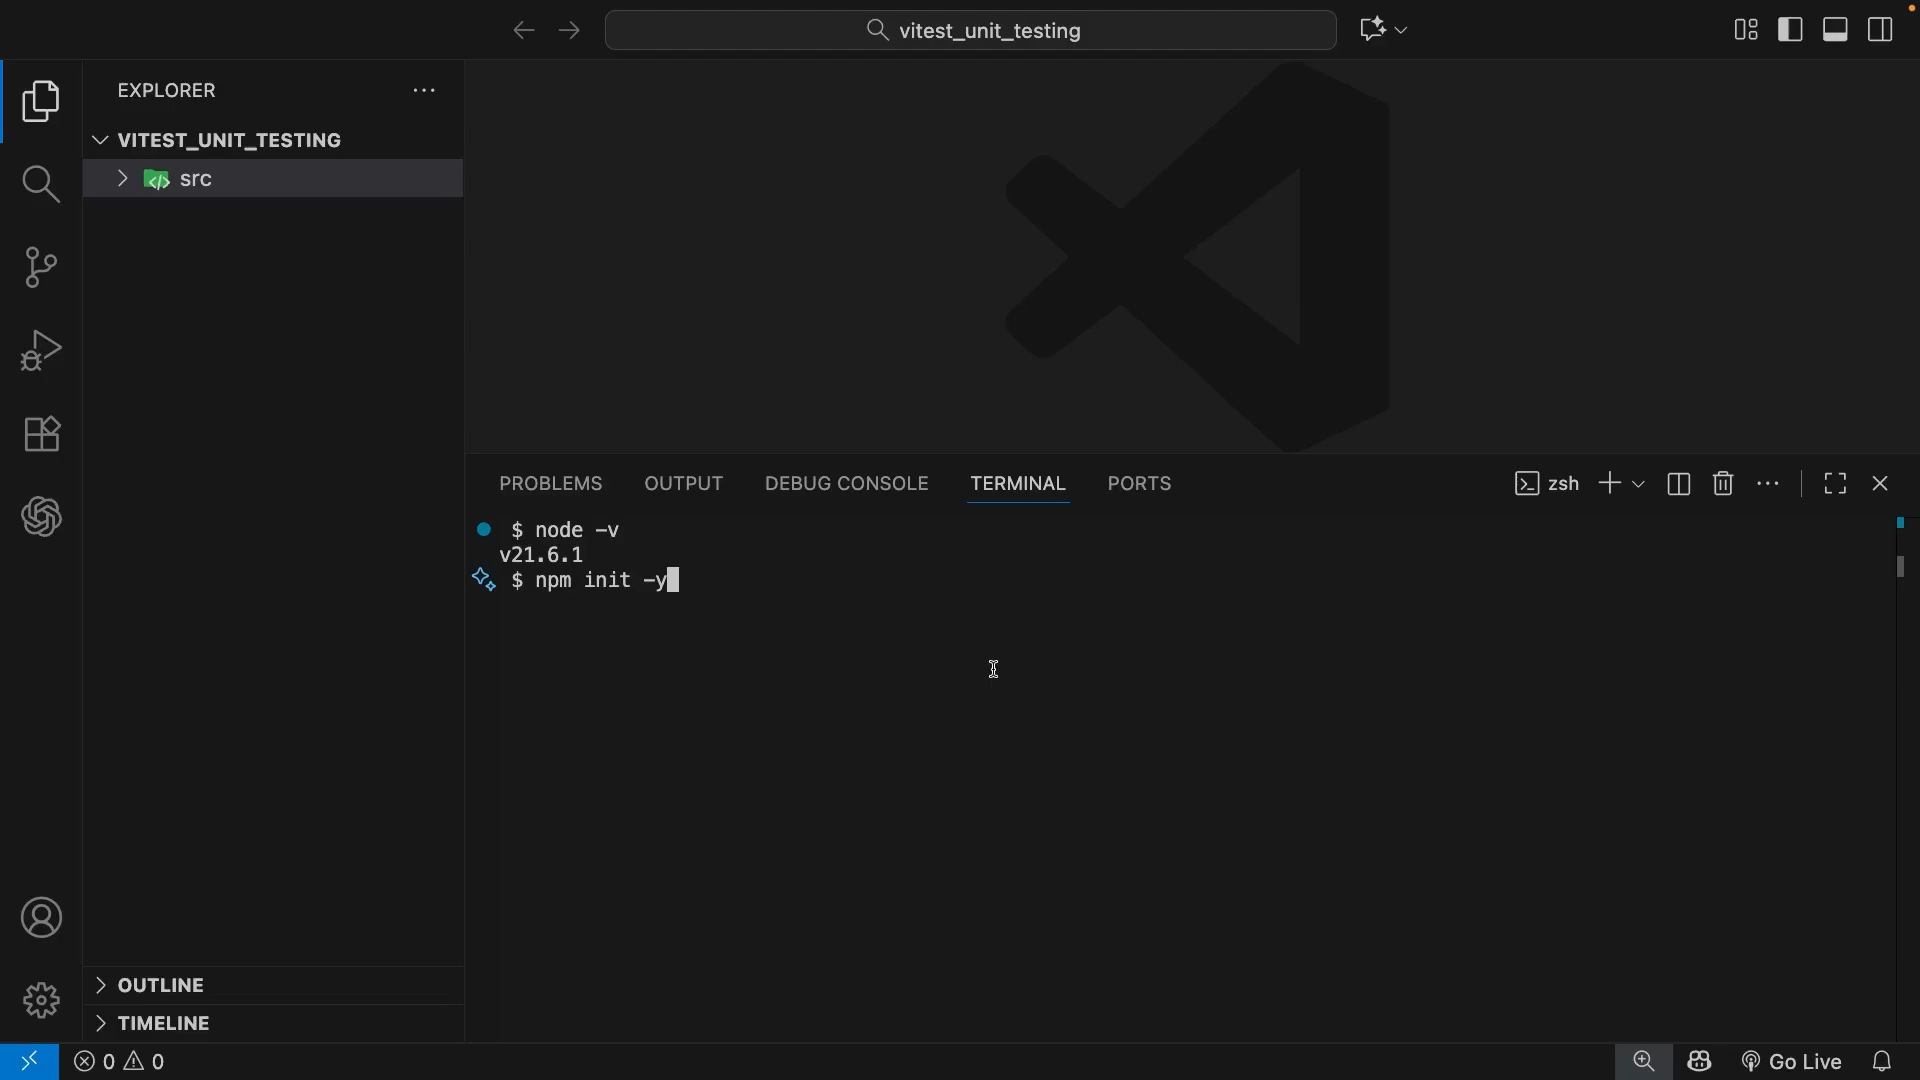 vitest_unit_testing
EXPLORER
VITEST_UNIT_TESTING
src
PROBLEMS
OUTPUT
DEBUG CONSOLE
TERMINAL
PORTS
zsh
$ node -v
v21.6.1
$ npm init -y
OUTLINE
TIMELINE
0 0
Go Live